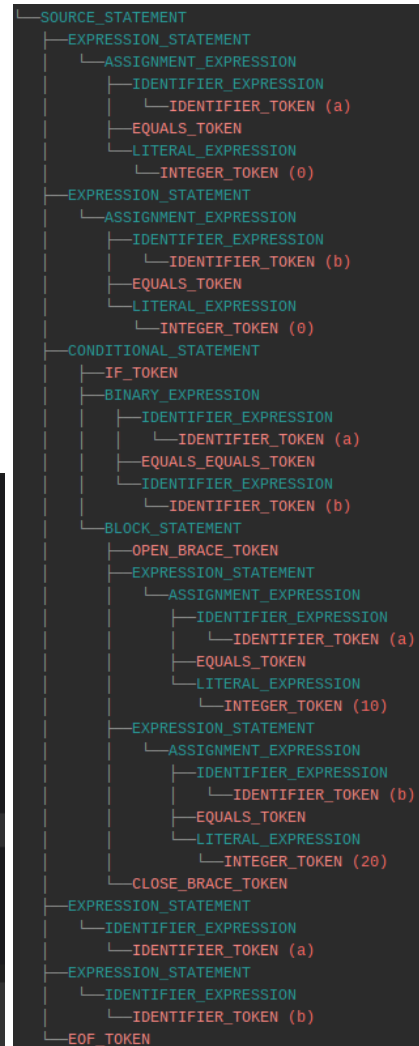 SOURCE_STATEMENT
EXPRESSION_STATEMENT
ASSIGNMENT_EXPRESSION
IDENTIFIER_EXPRESSION
IDENTIFIER_TOKEN (a)
EQUALS_TOKEN
LITERAL_EXPRESSION
INTEGER_TOKEN (0)
EXPRESSION_STATEMENT
ASSIGNMENT_EXPRESSION
IDENTIFIER_EXPRESSION
IDENTIFIER_TOKEN (b)
EQUALS_TOKEN
LITERAL_EXPRESSION
INTEGER_TOKEN (0)
CONDITIONAL_STATEMENT
IF_TOKEN
BINARY_EXPRESSION
IDENTIFIER_EXPRESSION
IDENTIFIER_TOKEN (a)
EQUALS_EQUALS_TOKEN
IDENTIFIER_EXPRESSION
IDENTIFIER_TOKEN (b)
BLOCK_STATEMENT
OPEN_BRACE_TOKEN
EXPRESSION_STATEMENT
ASSIGNMENT_EXPRESSION
IDENTIFIER_EXPRESSION
IDENTIFIER_TOKEN (a)
EQUALS_TOKEN
LITERAL_EXPRESSION
INTEGER_TOKEN (10)
EXPRESSION_STATEMENT
ASSIGNMENT_EXPRESSION
IDENTIFIER_EXPRESSION
IDENTIFIER_TOKEN (b)
EQUALS_TOKEN
LITERAL_EXPRESSION
INTEGER_TOKEN (20)
CLOSE_BRACE_TOKEN
EXPRESSION_STATEMENT
IDENTIFIER_EXPRESSION
IDENTIFIER_TOKEN (a)
EXPRESSION_STATEMENT
IDENTIFIER_EXPRESSION
IDENTIFIER_TOKEN (b)
EOF_TOKEN